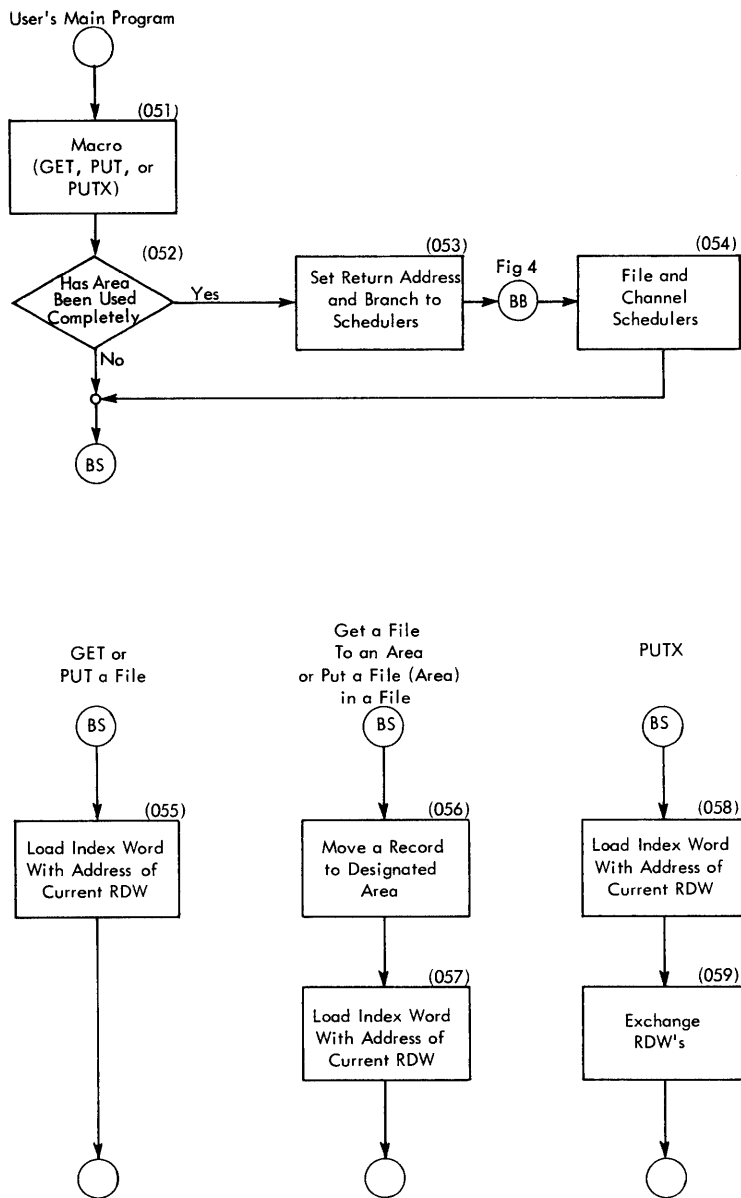 User's Main Program
(051)
Macro
(GET, PUT, or
PUTX)
(052)
Has Area
Been Used
Completely
Yes
No
(053)
Set Return Address
and Branch to
Schedulers
Fig 4
BB
(054)
File and
Channel
Schedulers
BS
GET or
PUT a File
BS
(055)
Load Index Word
With Address of
Current RDW
Get a File
To an Area
or Put a File (Area)
in a File
BS
(056)
Move a Record
to Designated
Area
(057)
Load Index Word
With Address of
Current RDW
PUTX
BS
(058)
Load Index Word
With Address of
Current RDW
(059)
Exchange
RDW's